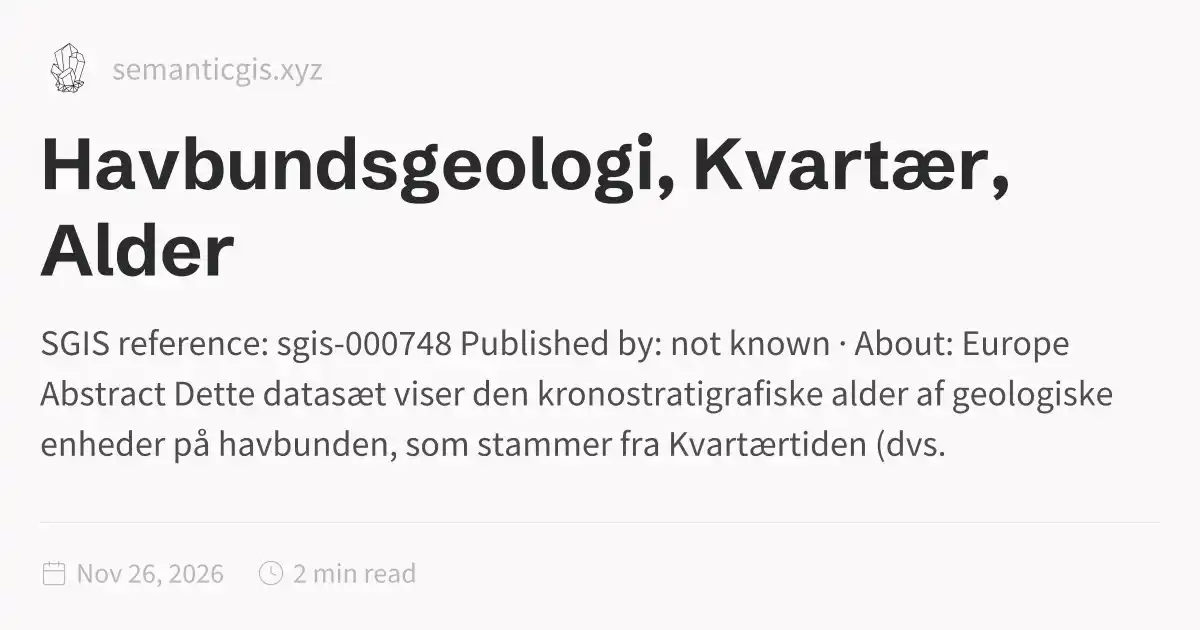 semanticgis.xyz
Havbundsgeologi, Kvartær,
Alder
SGIS reference: sgis-000748 Published by: not known · About: Europe
Abstract Dette datasæt viser den kronostratigrafiske alder af geologiske
enheder på havbunden, som stammer fra Kvartærtiden (dvs.
Nov 26, 2026 2 min read